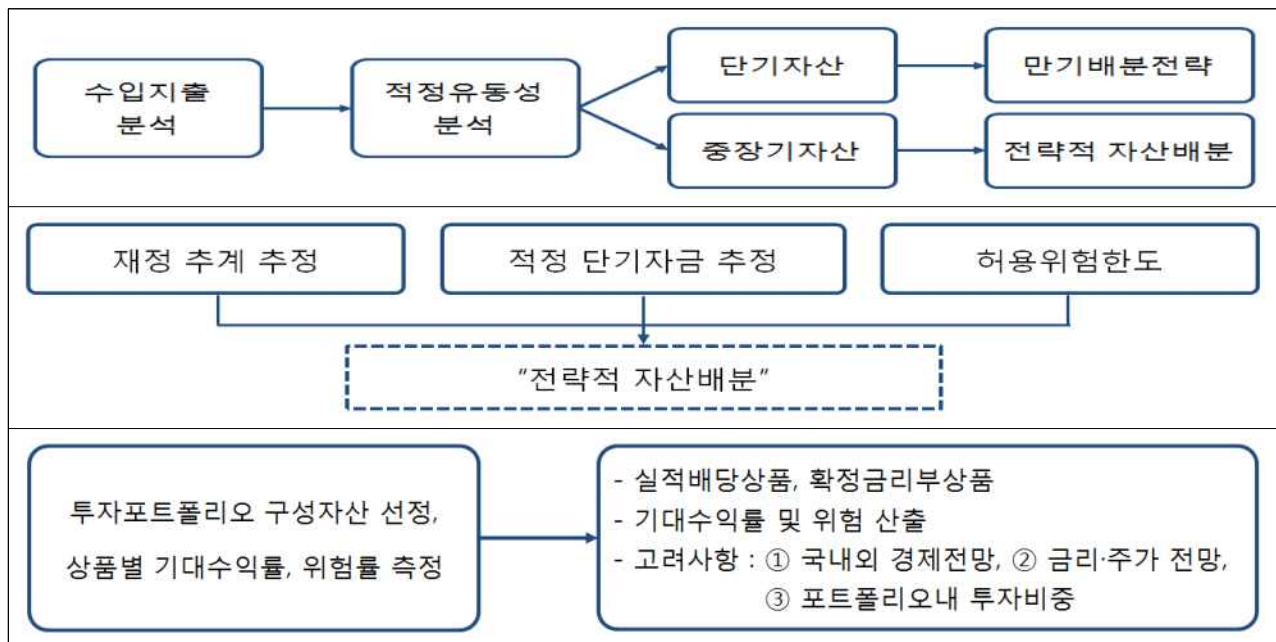 수입지출
분석
적정유동성
분석
단기자산
만기배분전략
중장기자산
전략적 자산배분
재정 추계 추정
적정 단기자금 추정
허용위험한도
"전략적 자산배분"
투자포트폴리오 구성자산 선정,
상품별 기대수익률, 위험률 측정
- 실적배당상품, 확정금리부상품
- 기대수익률 및 위험 산출
- 고려사항 : ① 국내외 경제전망, ② 금리·주가 전망,
③ 포트폴리오내 투자비중